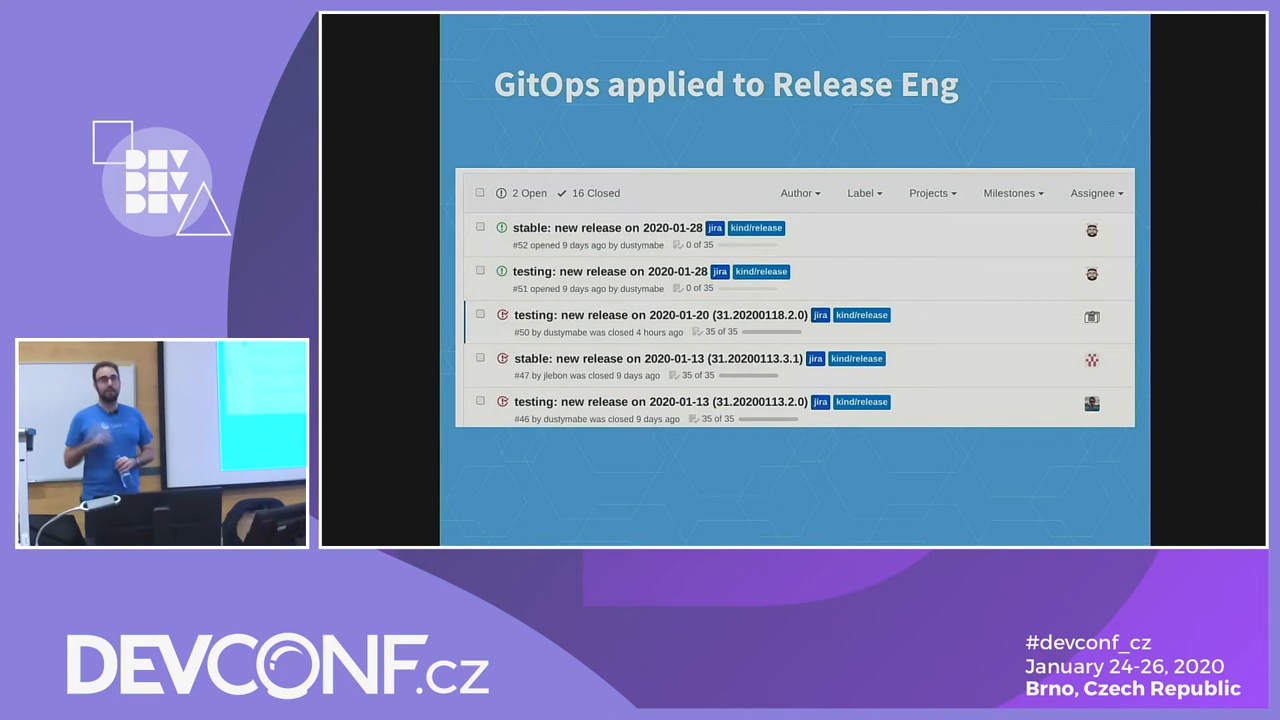 DEV
DEV
DEV
GitOps applied to Release Eng
2 Open 16 Closed Author Label Projects Milestones Assignee
stable: new release on 2020-01-28 jira kind/release
#52 opened 9 days ago by dustymabe 0 of 35
testing: new release on 2020-01-28 jira kind/release
#51 opened 9 days ago by dustymabe 0 of 35
testing: new release on 2020-01-20 (31.20200118.2.0) jira kind/release
#50 by dustymabe was closed 4 hours ago 35 of 35
stable: new release on 2020-01-13 (31.20200113.3.1) jira kind/release
#47 by jlebon was closed 9 days ago 35 of 35
testing: new release on 2020-01-13 (31.20200113.2.0) jira kind/release
#46 by dustymabe was closed 9 days ago 35 of 35
DEVCONF.cz
#devconf_cz
January 24-26, 2020
Brno, Czech Republic